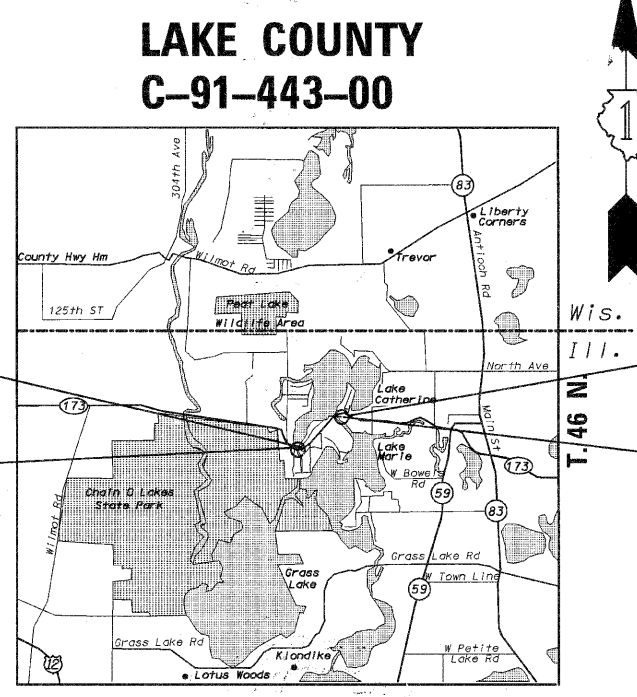 LAKE COUNTY
C–91–443–00
304th Ave
83
Liberty
Corners
County Hwy Hm
Wilmot Rd
Trevor
Antioch Rd
125th ST
Peat Lake
Wildlife Area
Wis.
Ill.
North Ave
Lake
Catherine
T. 46 N.
173
Main St
Lake
Marie
W Bowels
Rd
173
Chain O Lakes
State Park
59
83
Wilmot Rd
Grass Lake Rd
Grass
Lake
W Town Line
59
Grass Lake Rd
W Petite
Lake Rd
12
Klondike
Lotus Woods
1